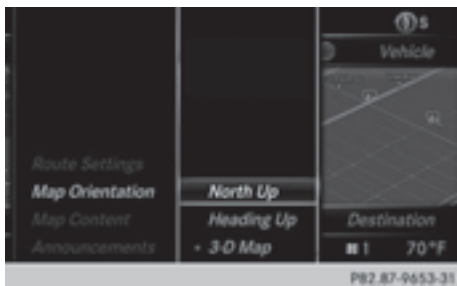 S
Vehicle
Route Settings
Map Orientation
North Up
Map Content
Heading Up
Destination
Announcements
3-D Map
1
70°F
P82.87-9653-31